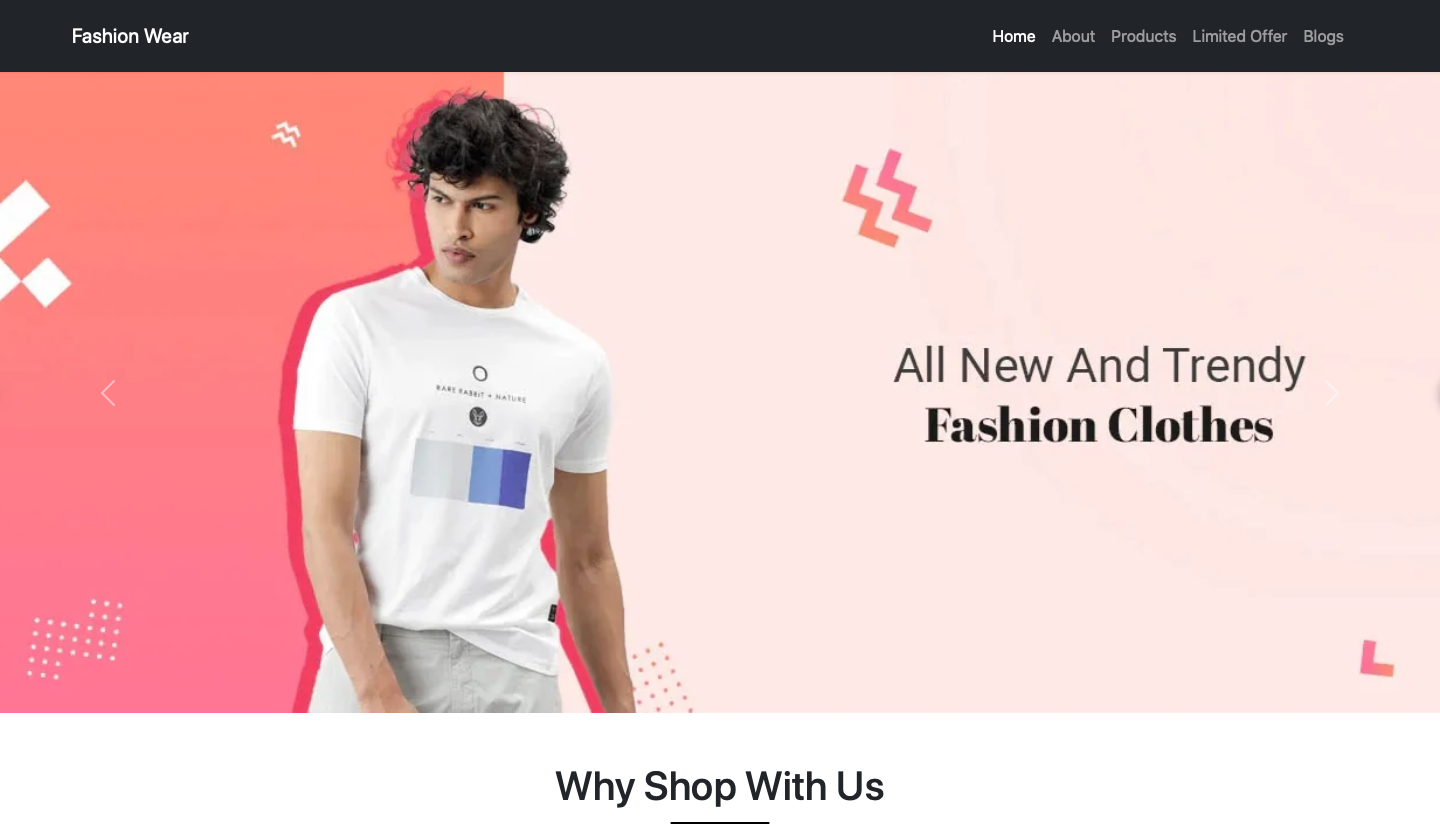 Fashion Wear
Home About Products Limited Offer Blogs
RARE RABBIT + NATURE
All New And Trendy
Fashion Clothes
Why Shop With Us